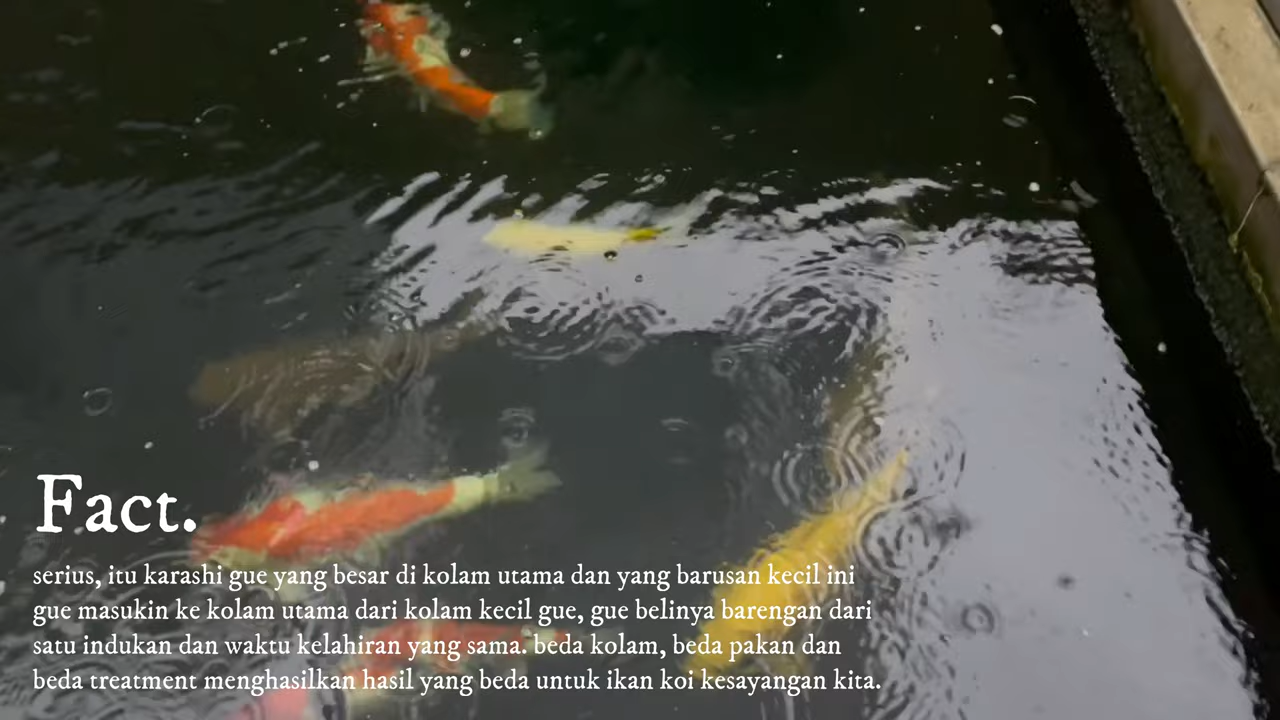 Fact.
serius, itu karashi gue yang besar di kolam utama dan yang barusan kecil ini
gue masukin ke kolam utama dari kolam kecil gue, gue belinya barengan dari
satu indukan dan waktu kelahiran yang sama. beda kolam, beda pakan dan
beda treatment menghasilkan hasil yang beda untuk ikan koi kesayangan kita.